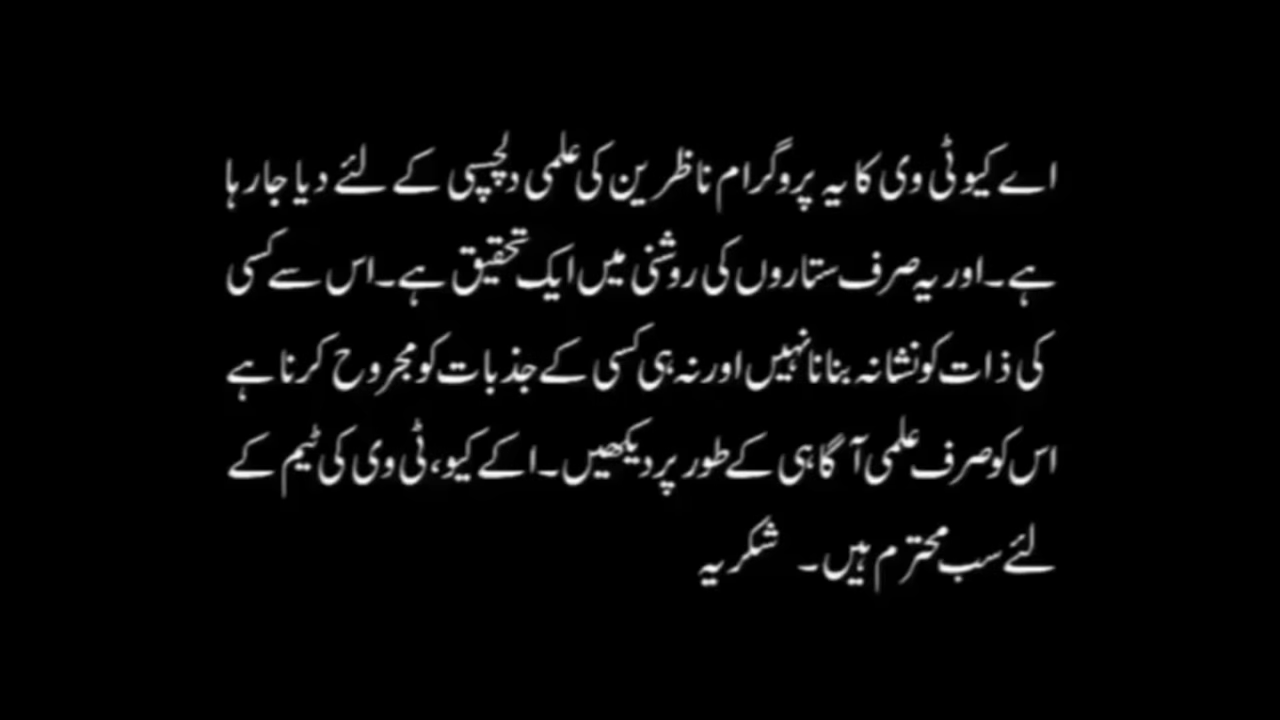 اے کیو ٹی وی کا یہ پروگرام ناظرین کی علمی دلچسپی کے لئے دیا جارہا
ہے۔ اور یہ صرف ستاروں کی روشنی میں ایک تحقیق ہے۔ اس سے کسی
کی ذات کو نشانہ بنانا نہیں اور نہ ہی کسی کے جذبات کو مجروح کرنا ہے
اس کو صرف علمی آگاہی کے طور پر دیکھیں۔ اکے کیو، ٹی وی کی ٹیم کے
لئے سب محترم ہیں۔ شکریہ